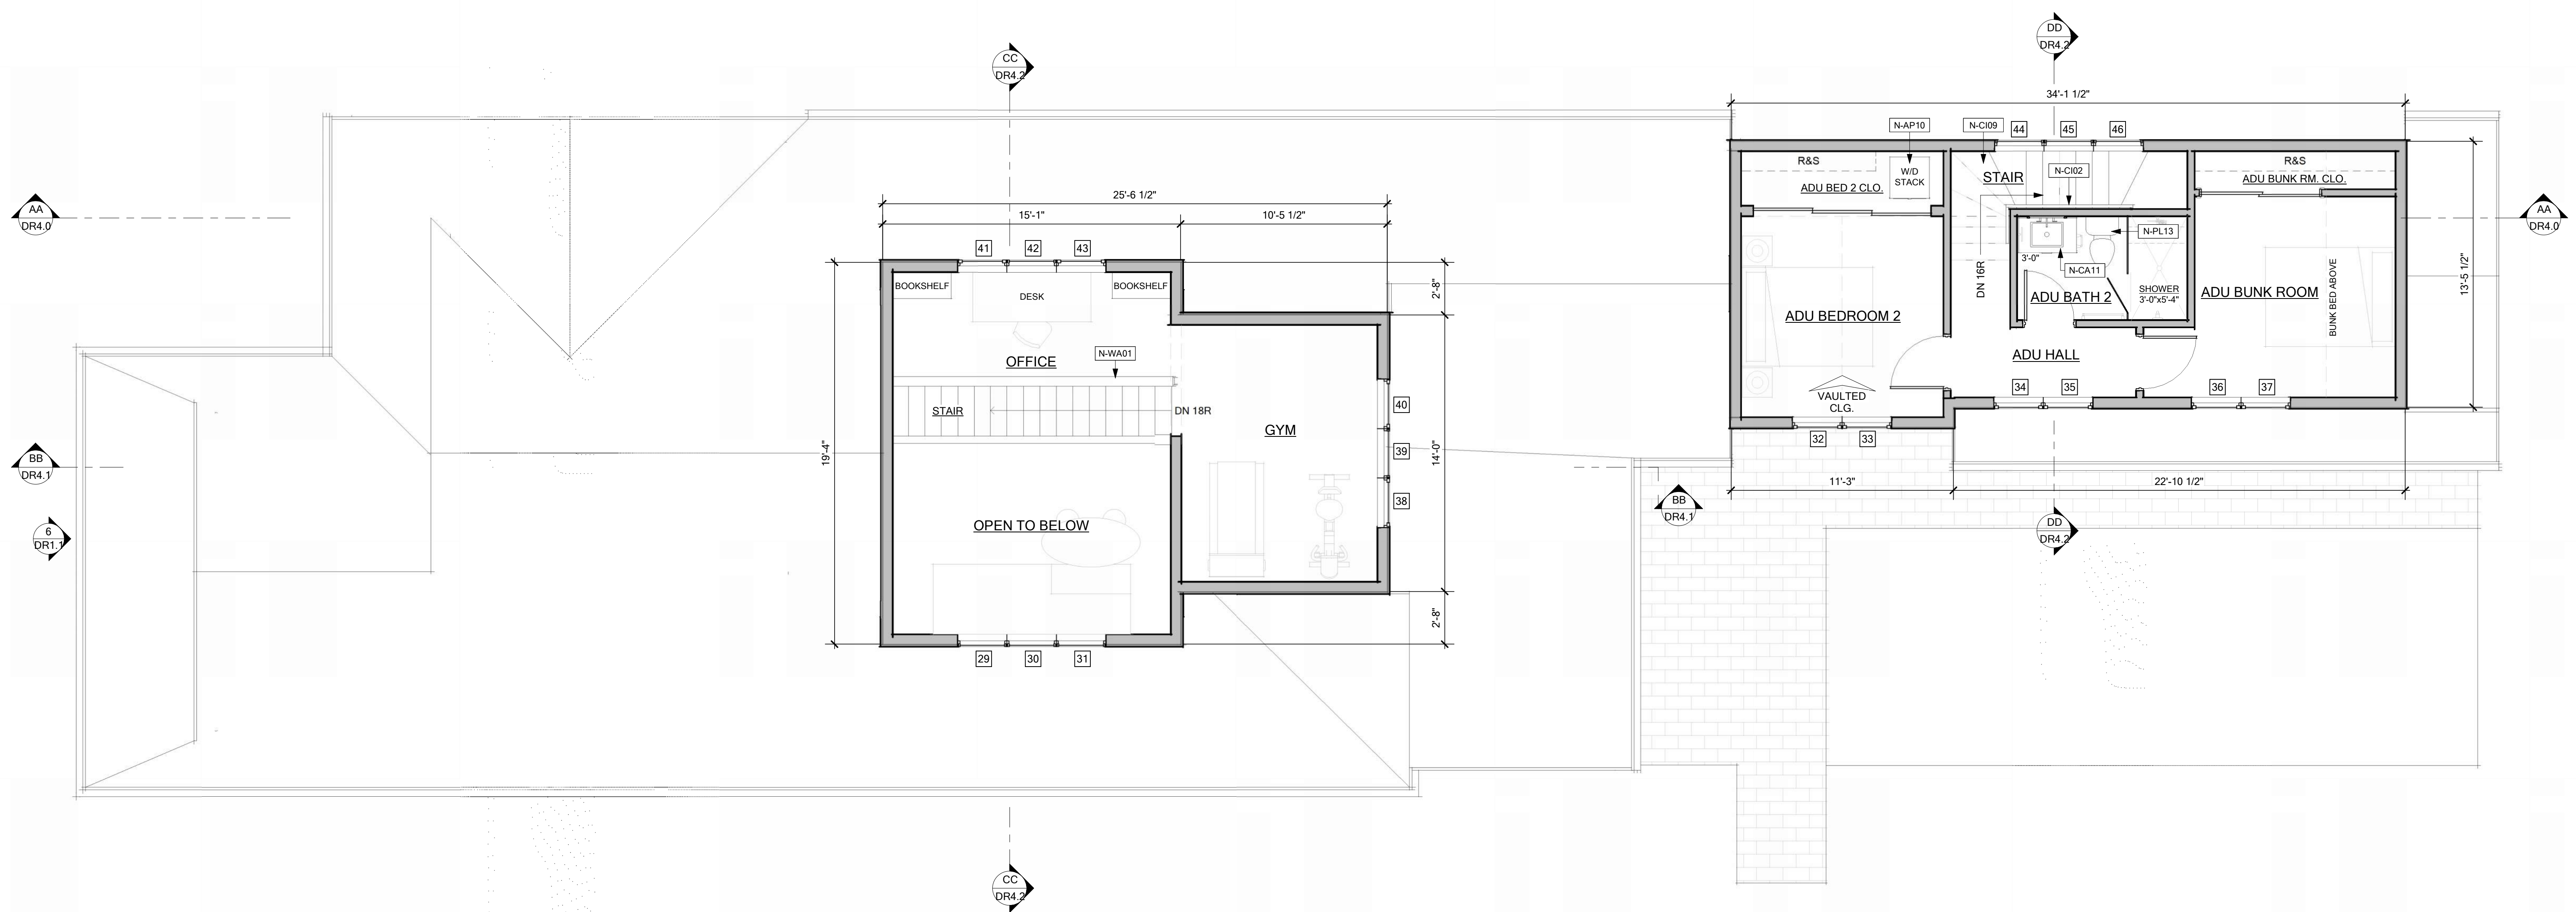 DD
DR4.2
CC
DR4.2
34'-1 1/2"
N-AP10
N-CI09
44
45
46
R&S
W/D
STACK
ADU BED 2 CLO.
STAIR
N-CI02
R&S
ADU BUNK RM. CLO.
AA
DR4.0
AA
DR4.0
25'-6 1/2"
15'-1"
10'-5 1/2"
41
42
43
2'-8"
BOOKSHELF
DESK
BOOKSHELF
OFFICE
N-WA01
STAIR
DN 18R
GYM
40
39
38
19'-4"
14'-0"
OPEN TO BELOW
2'-8"
29
30
31
N-PL13
3'-0"
N-CA11
DN 16R
ADU BATH 2
SHOWER
3'-0"x5'-4"
ADU BUNK ROOM
BUNK BED ABOVE
13'-5 1/2"
ADU BEDROOM 2
ADU HALL
34
35
36
37
VAULTED
CLG.
32
33
BB
DR4.1
6
DR1.1
BB
DR4.1
11'-3"
22'-10 1/2"
DD
DR4.2
CC
DR4.2